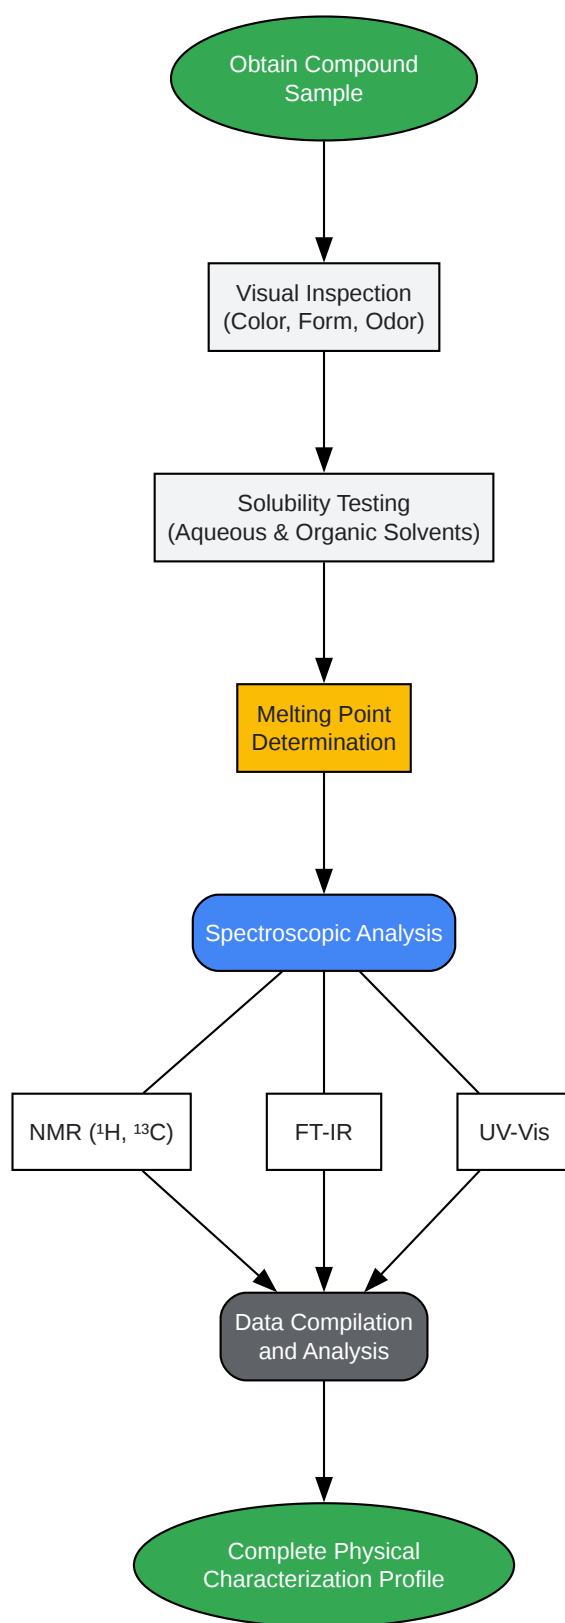 Obtain Compound
Sample
Visual Inspection
(Color, Form, Odor)
Solubility Testing
(Aqueous & Organic Solvents)
Melting Point
Determination
Spectroscopic Analysis
NMR (¹H, ¹³C)
FT-IR
UV-Vis
Data Compilation
and Analysis
Complete Physical
Characterization Profile